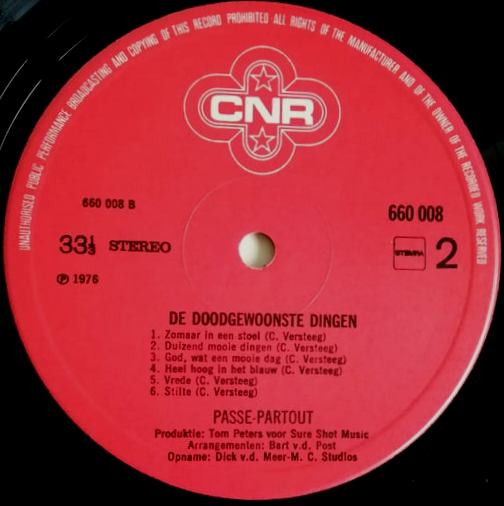 UNAUTHORISED PUBLIC PERFORMANCE BROADCASTING AND COPYING OF THIS RECORD PROHIBITED ALL RIGHTS OF THE MANUFACTURER AND OF THE OWNER OF THE RECORDED WORK RESERVED
CNR
660 008 B
660 008
33⅓ STEREO
STEMRA 2
℗ 1976
DE DOODGEWOONSTE DINGEN
1. Zomaar in een stoel (C. Versteeg)
2. Duizend mooie dingen (C. Versteeg)
3. God, wat een mooie dag (C. Versteeg)
4. Heel hoog in het blauw (C. Versteeg)
5. Vrede (C. Versteeg)
6. Stilte (C. Versteeg)
PASSE-PARTOUT
Produktie: Tom Peters voor Sure Shot Music
Arrangementen: Bart v.d. Post
Opname: Dick v.d. Meer-M. C. Studios